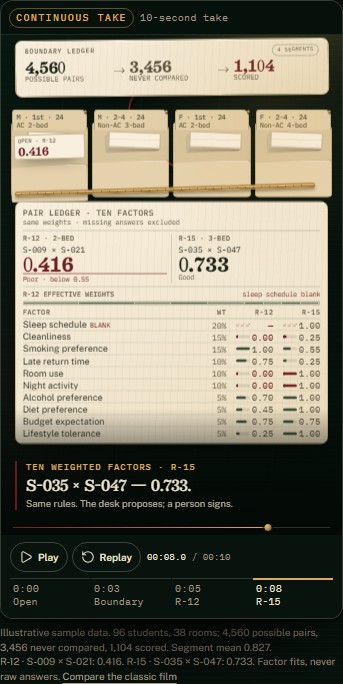 CONTINUOUS TAKE 10-second take
BOUNDARY LEDGER
4 SEGMENTS
4,560 → 3,456 → 1,104
POSSIBLE PAIRS NEVER COMPARED SCORED
M · 1st · 24 M · 2-4 · 24 F · 1st · 24 F · 2-4 · 24
AC 2-bed Non-AC 3-bed AC 2-bed Non-AC 4-bed
OPEN · R-12
0.416
PAIR LEDGER · TEN FACTORS
same weights · missing answers excluded
R-12 · 2-BED R-15 · 3-BED
S-009 × S-021 S-035 × S-047
0.416 0.733
Poor · below 0.55 Good
R-12 EFFECTIVE WEIGHTS sleep schedule blank
FACTOR WT R-12 R-15
Sleep schedule BLANK 20% — 1.00
Cleanliness 15% 0.00 0.25
Smoking preference 15% 1.00 0.55
Late return time 10% 0.75 0.25
Room use 10% 0.00 1.00
Night activity 10% 0.00 1.00
Alcohol preference 5% 0.70 1.00
Diet preference 5% 0.45 1.00
Budget expectation 5% 0.75 1.00
Lifestyle tolerance 5% 0.25 1.00
TEN WEIGHTED FACTORS · R-15
S-035 × S-047 — 0.733.
Same rules. The desk proposes; a person signs.
Play Replay 00:08.0 / 00:10
0:00 0:03 0:05 0:08
Open Boundary R-12 R-15
Illustrative sample data. 96 students, 38 rooms; 4,560 possible pairs,
3,456 never compared, 1,104 scored. Segment mean 0.827.
R-12 · S-009 × S-021: 0.416. R-15 · S-035 × S-047: 0.733. Factor fits, never
raw answers. Compare the classic film